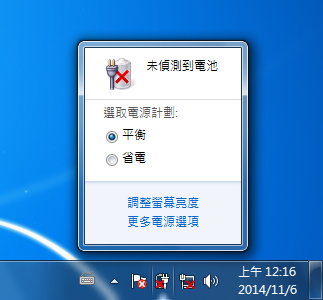 未偵測到電池
選取電源計劃:
平衡
省電
調整螢幕亮度
更多電源選項
上午 12:16
2014/11/6